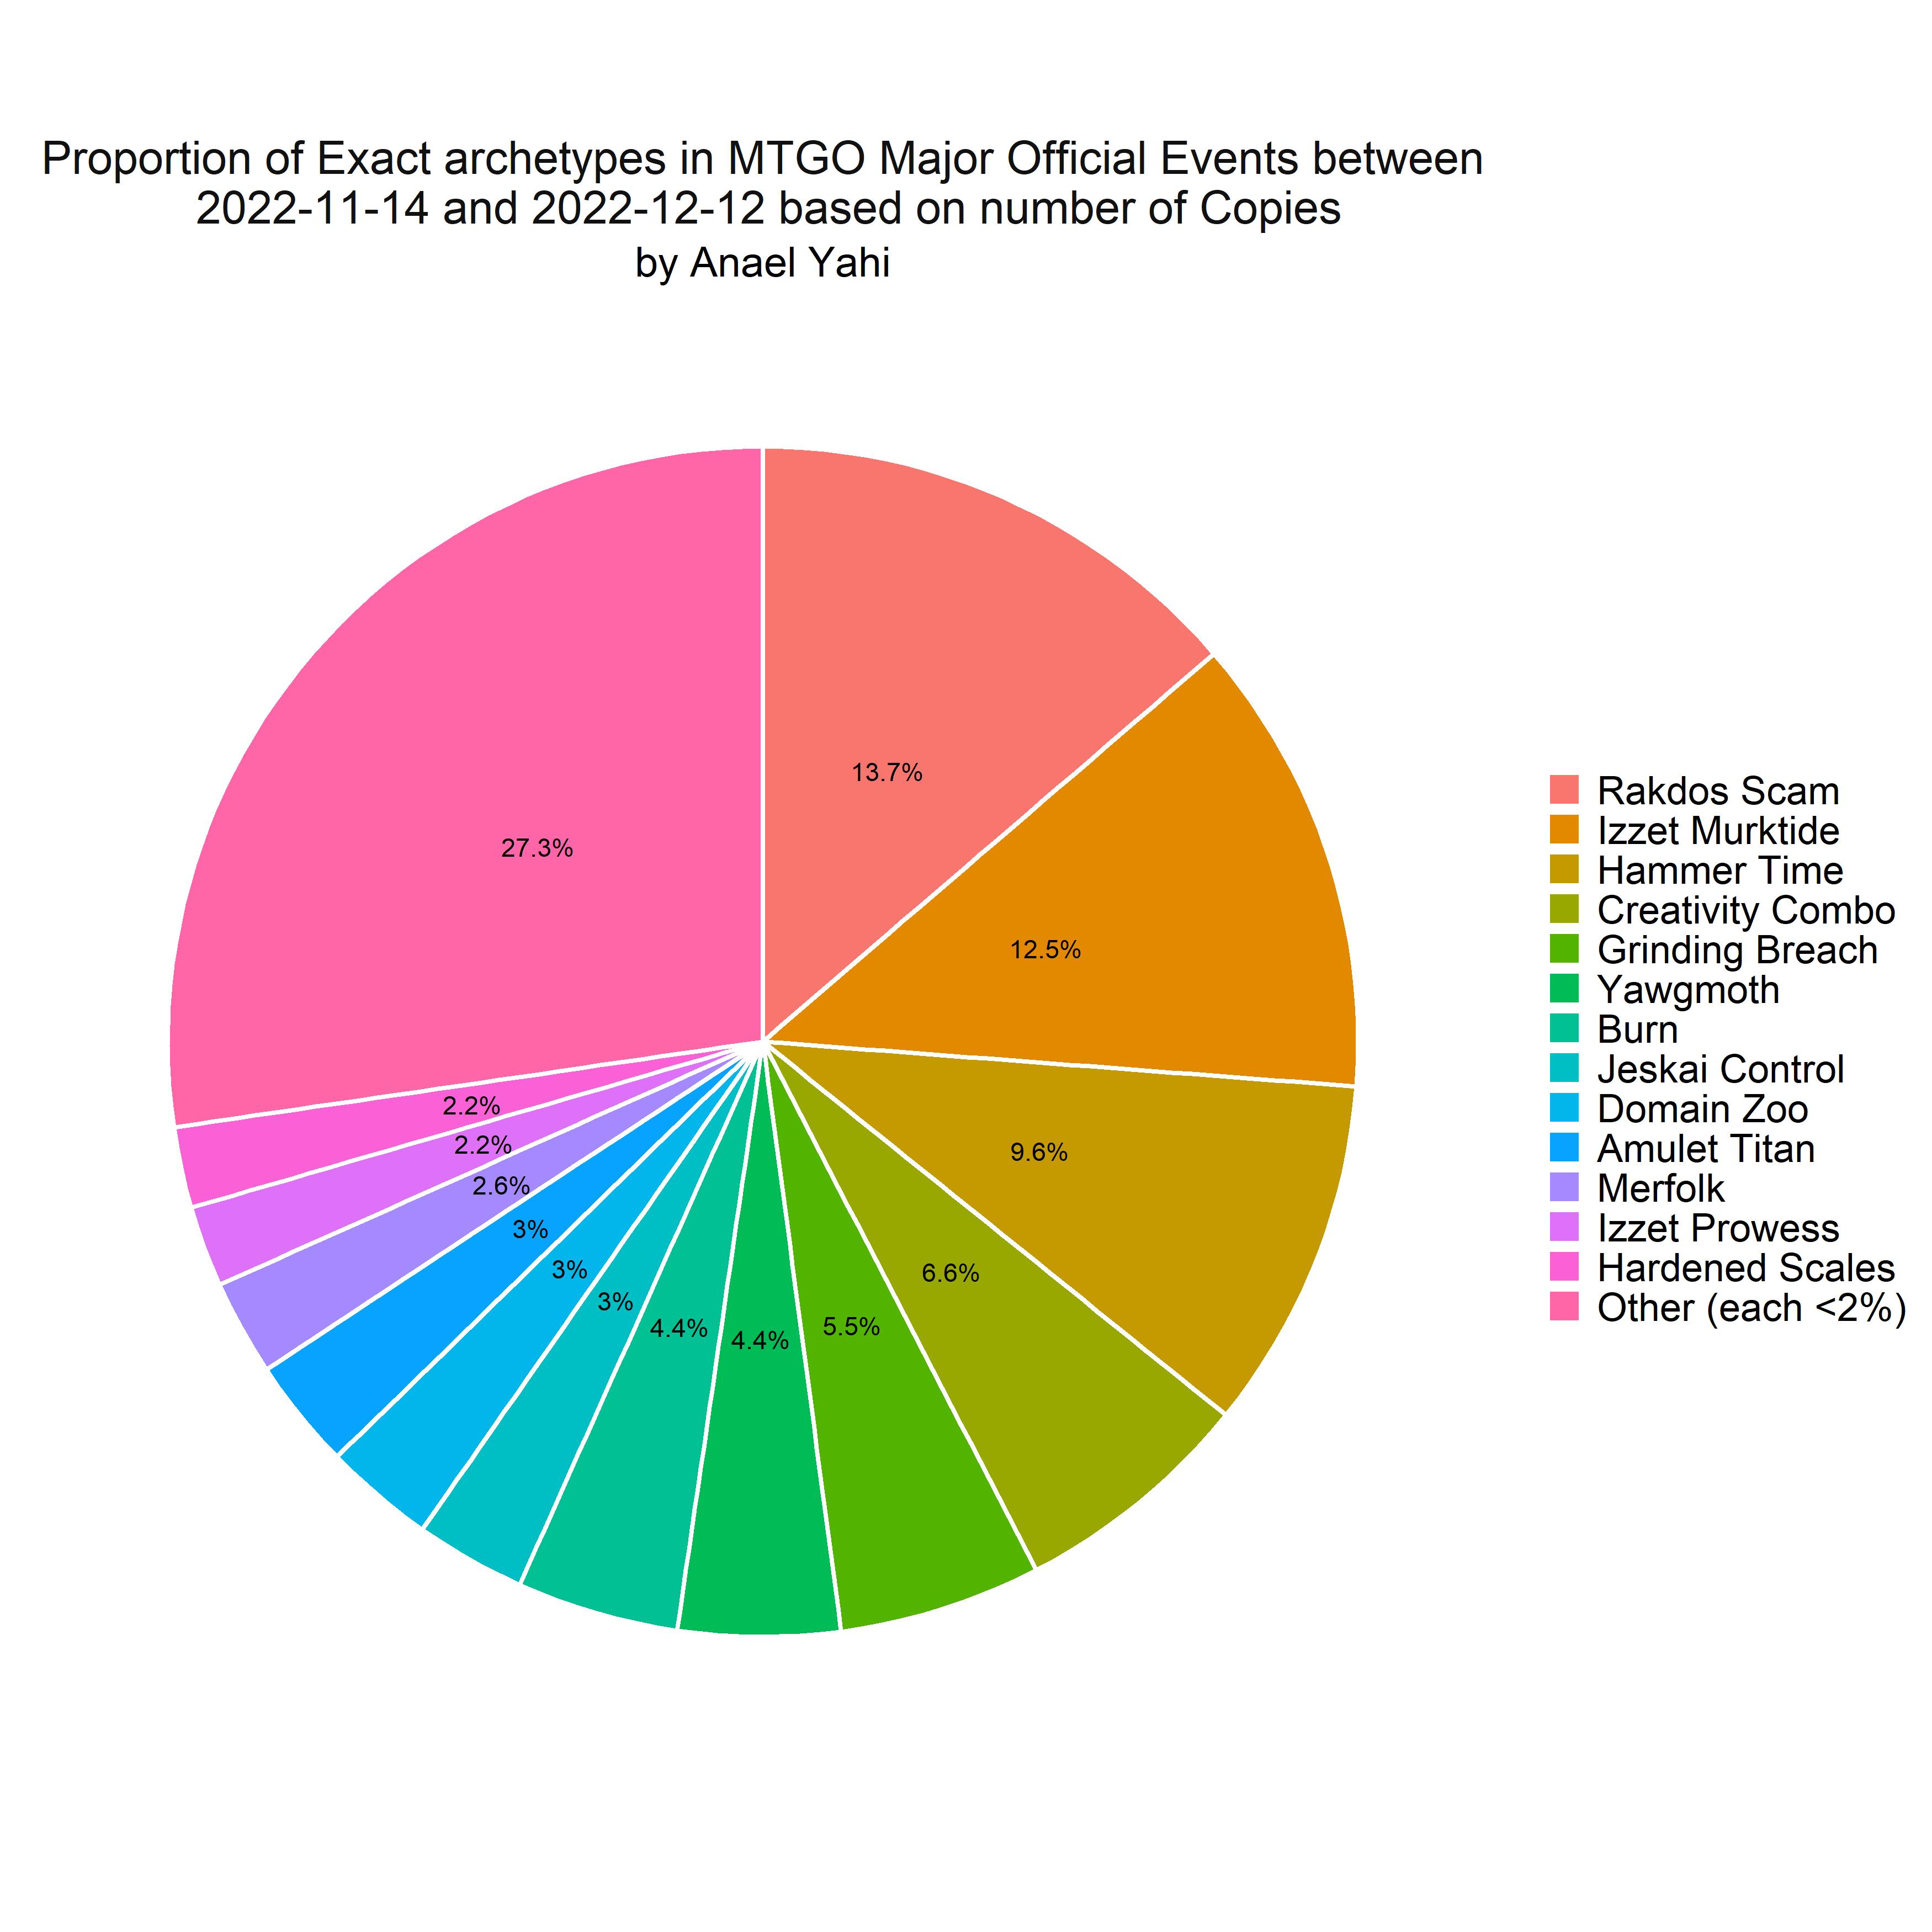 Proportion of Exact archetypes in MTGO Major Official Events between
2022-11-14 and 2022-12-12 based on number of Copies
by Anael Yahi
13.7%
12.5%
9.6%
6.6%
5.5%
4.4%
4.4%
3%
3%
3%
2.6%
2.2%
2.2%
27.3%
Rakdos Scam
Izzet Murktide
Hammer Time
Creativity Combo
Grinding Breach
Yawgmoth
Burn
Jeskai Control
Domain Zoo
Amulet Titan
Merfolk
Izzet Prowess
Hardened Scales
Other (each <2%)